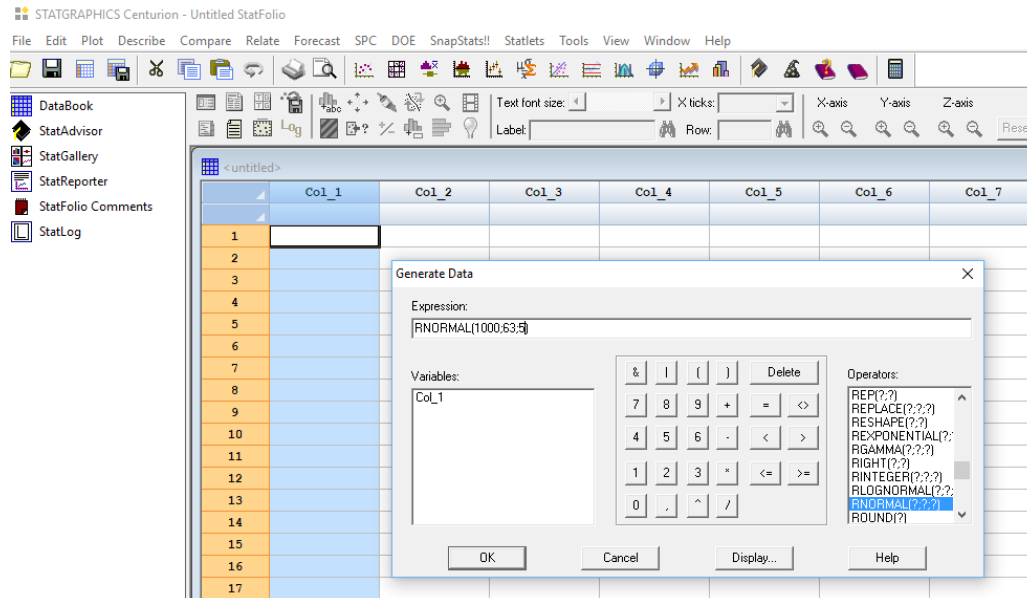 STATGRAPHICS Centurion - Untitled StatFolio
File Edit Plot Describe Compare Relate Forecast SPC DOE SnapStats!! Statlets Tools View Window Help
Text font size: X ticks: X-axis Y-axis Z-axis
Log Label: Row: Rese
DataBook
StatAdvisor
StatGallery
StatReporter
StatFolio Comments
StatLog
<untitled>
Col_1 Col_2 Col_3 Col_4 Col_5 Col_6 Col_7
1
2
3
4
5
6
7
8
9
10
11
12
13
14
15
16
17
Generate Data
Expression:
RNORMAL(1000;63;5)
Variables:
Col_1
& | ( ) Delete
7 8 9 + = <>
4 5 6 - < >
1 2 3 * <= >=
0 , ^ /
Operators:
REP(?;?)
REPLACE(?;?;?)
RESHAPE(?;?)
REXPONENTIAL(?;?
RGAMMA(?;?;?)
RIGHT(?;?)
RINTEGER(?;?;?)
RLOGNORMAL(?;?;
RNORMAL(?;?;?)
ROUND(?)
OK Cancel Display... Help